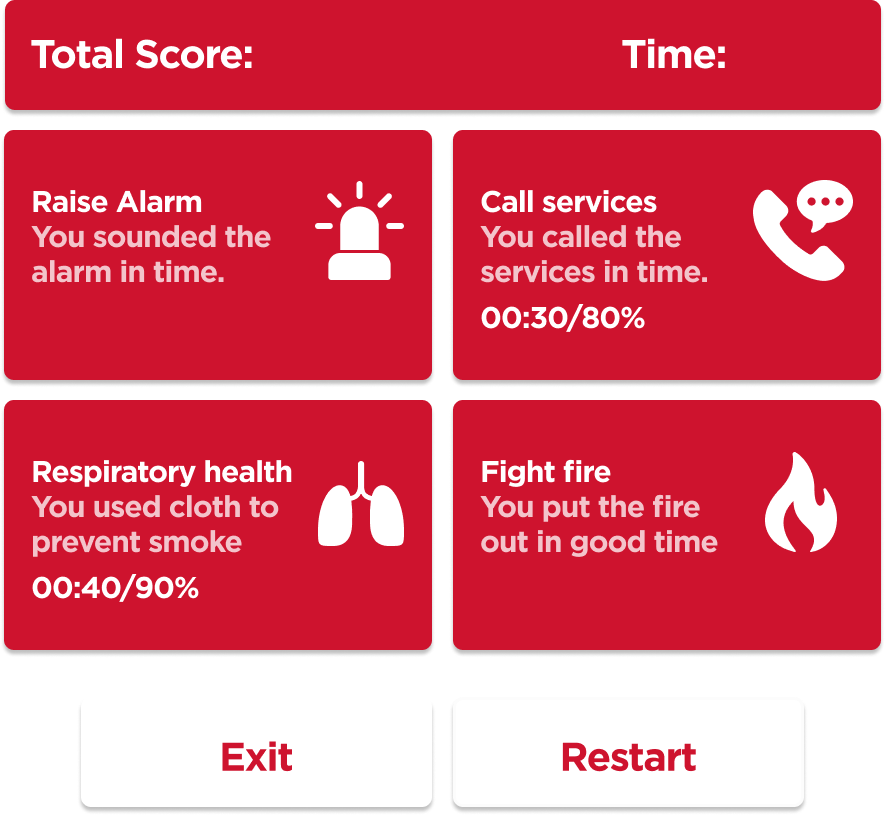 Total Score:
Time:
Raise Alarm
You sounded the
alarm in time.
Call services
You called the
services in time.
00:30/80%
Respiratory health
You used cloth to
prevent smoke
00:40/90%
Fight fire
You put the fire
out in good time
Exit
Restart